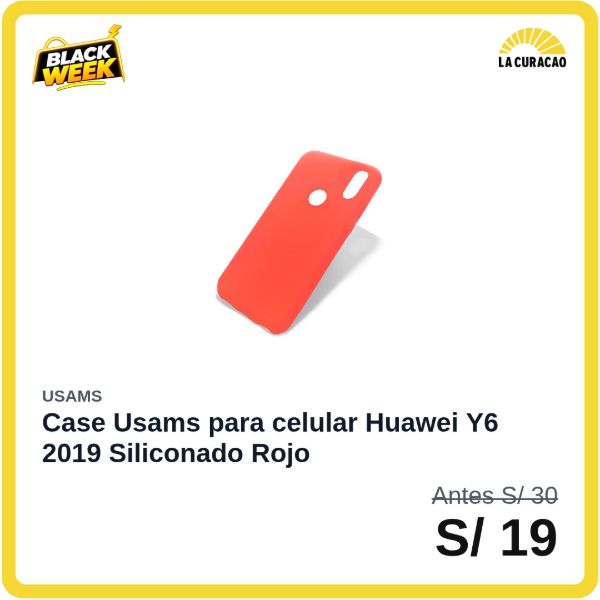 BLACK
WEEK
LA CURACAO
USAMS
Case Usams para celular Huawei Y6
2019 Siliconado Rojo
Antes S/ 30
S/ 19